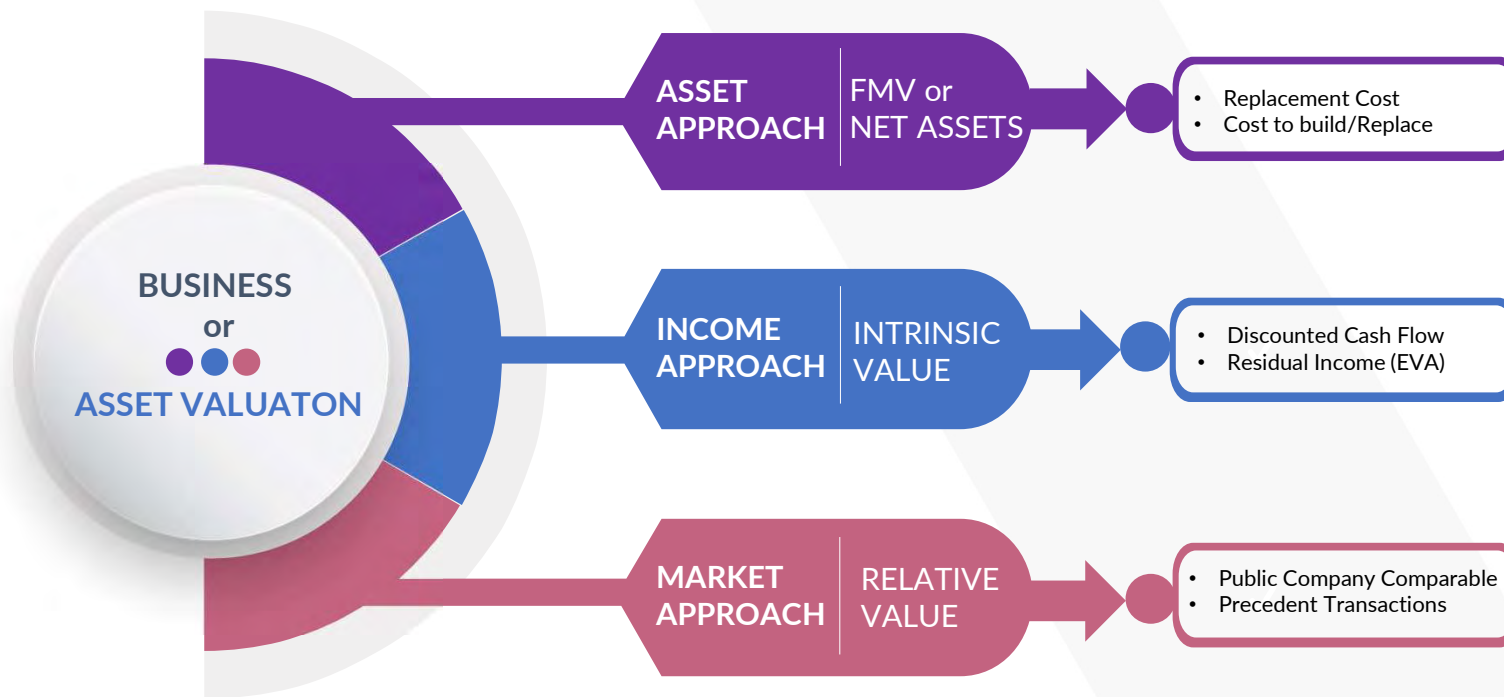 BUSINESS
or
ASSET VALUATON
ASSET
APPROACH
FMV or
NET ASSETS
• Replacement Cost
• Cost to build/Replace
INCOME
APPROACH
INTRINSIC
VALUE
• Discounted Cash Flow
• Residual Income (EVA)
MARKET
APPROACH
RELATIVE
VALUE
• Public Company Comparable
• Precedent Transactions